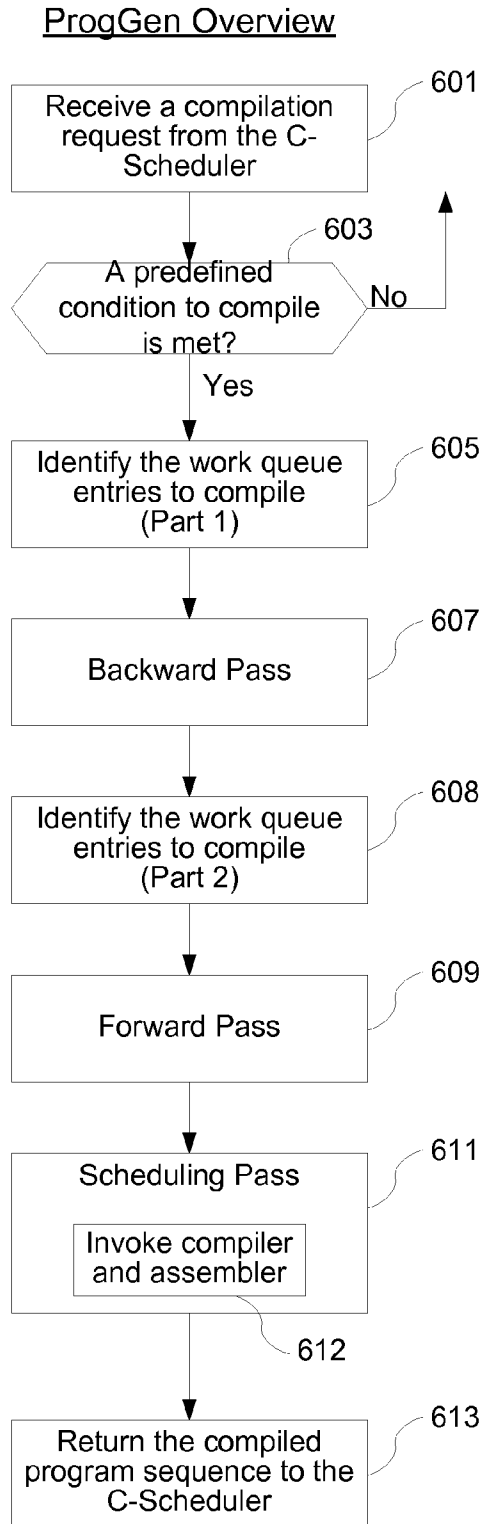 ProgGen Overview
601
Receive a compilation
request from the C-
Scheduler
603
A predefined
condition to compile
is met?
No
Yes
605
Identify the work queue
entries to compile
(Part 1)
607
Backward Pass
608
Identify the work queue
entries to compile
(Part 2)
609
Forward Pass
611
Scheduling Pass
Invoke compiler
and assembler
612
613
Return the compiled
program sequence to the
C-Scheduler